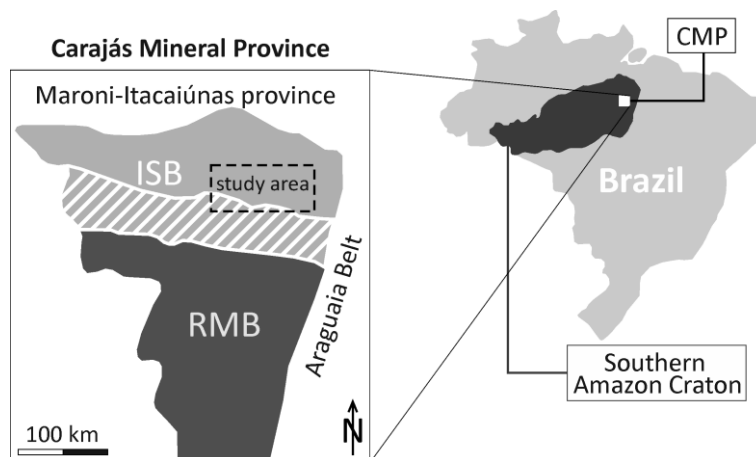 Carajás Mineral Province
Maroni-Itacaiúnas province
ISB
study area
RMB
Araguaia Belt
100 km
N
CMP
Brazil
Southern
Amazon Craton